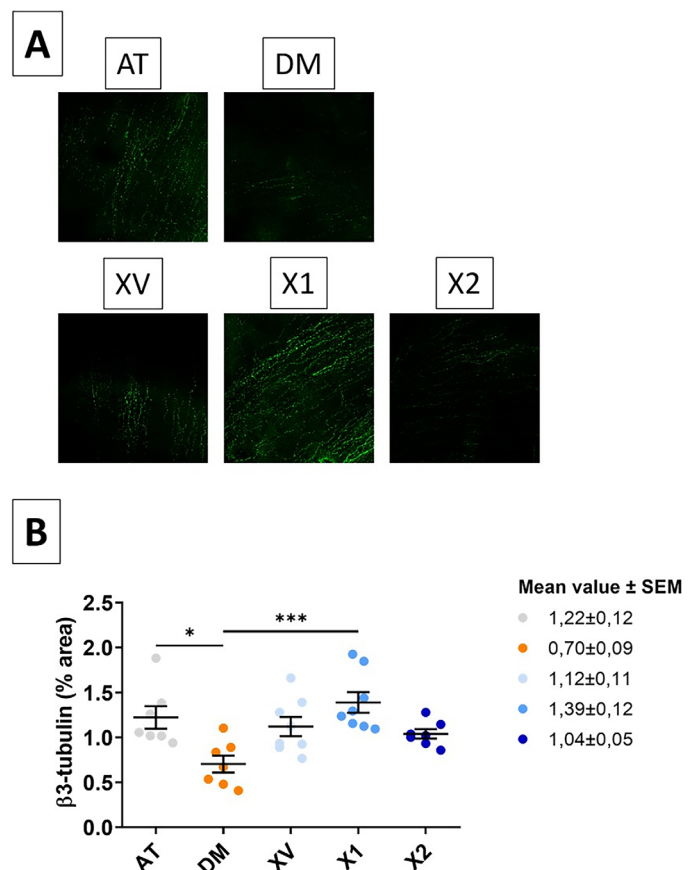 A
AT
DM
XV
X1
X2
B
Mean value ± SEM
1,22±0,12
0,70±0,09
1,12±0,11
1,39±0,12
1,04±0,05
β3-tubulin (% area)
2.5
2.0
1.5
1.0
0.5
0.0
*
***
AT
DM
XV
X1
X2